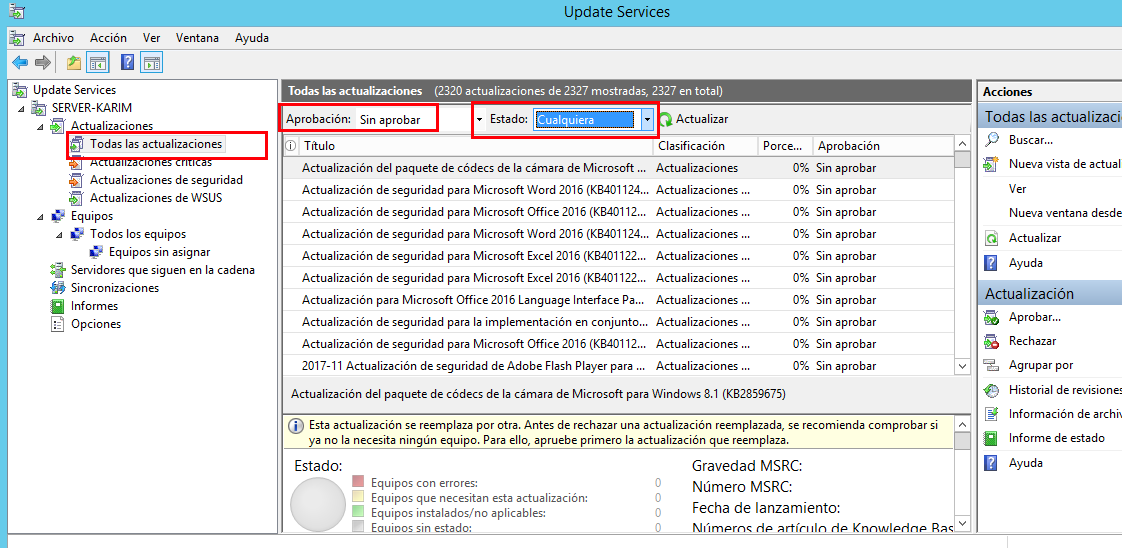 Update Services
Archivo Acción Ver Ventana Ayuda
Update Services
SERVER-KARIM
Actualizaciones
Todas las actualizaciones
Actualizaciones críticas
Actualizaciones de seguridad
Actualizaciones de WSUS
Equipos
Todos los equipos
Equipos sin asignar
Servidores que siguen en la cadena
Sincronizaciones
Informes
Opciones
Todas las actualizaciones (2320 actualizaciones de 2327 mostradas, 2327 en total)
Aprobación: Sin aprobar Estado: Cualquiera Actualizar
Título Clasificación Porce... Aprobación
Actualización del paquete de códecs de la cámara de Microsoft ... Actualizaciones 0% Sin aprobar
Actualización de seguridad para Microsoft Word 2016 (KB401124... Actualizaciones ... 0% Sin aprobar
Actualización de seguridad para Microsoft Office 2016 (KB40122... Actualizaciones ... 0% Sin aprobar
Actualización de seguridad para Microsoft Word 2016 (KB401124... Actualizaciones ... 0% Sin aprobar
Actualización de seguridad para Microsoft Excel 2016 (KB401122... Actualizaciones ... 0% Sin aprobar
Actualización de seguridad para Microsoft Excel 2016 (KB401122... Actualizaciones ... 0% Sin aprobar
Actualización para Microsoft Office 2016 Language Interface Pa... Actualizaciones ... 0% Sin aprobar
Actualización de seguridad para la implementación en conjunto... Actualizaciones ... 0% Sin aprobar
Actualización de seguridad para Microsoft Office 2016 (KB40112... Actualizaciones ... 0% Sin aprobar
2017-11 Actualización de seguridad de Adobe Flash Player para ... Actualizaciones ... 0% Sin aprobar
Actualización del paquete de códecs de la cámara de Microsoft para Windows 8.1 (KB2859675)
Esta actualización se reemplaza por otra. Antes de rechazar una actualización reemplazada, se recomienda comprobar si
ya no la necesita ningún equipo. Para ello, apruebe primero la actualización que reemplaza.
Estado:
Equipos con errores: 0
Equipos que necesitan esta actualización: 0
Equipos instalados/no aplicables: 0
Equipos sin estado: 0
Gravedad MSRC:
Número MSRC:
Fecha de lanzamiento:
Números de artículo de Knowledge Bas
Acciones
Todas las actualizaci
Buscar...
Nueva vista de actual
Ver
Nueva ventana desde
Actualizar
Ayuda
Actualización
Aprobar...
Rechazar
Agrupar por
Historial de revisiones
Información de archiv
Informe de estado
Ayuda